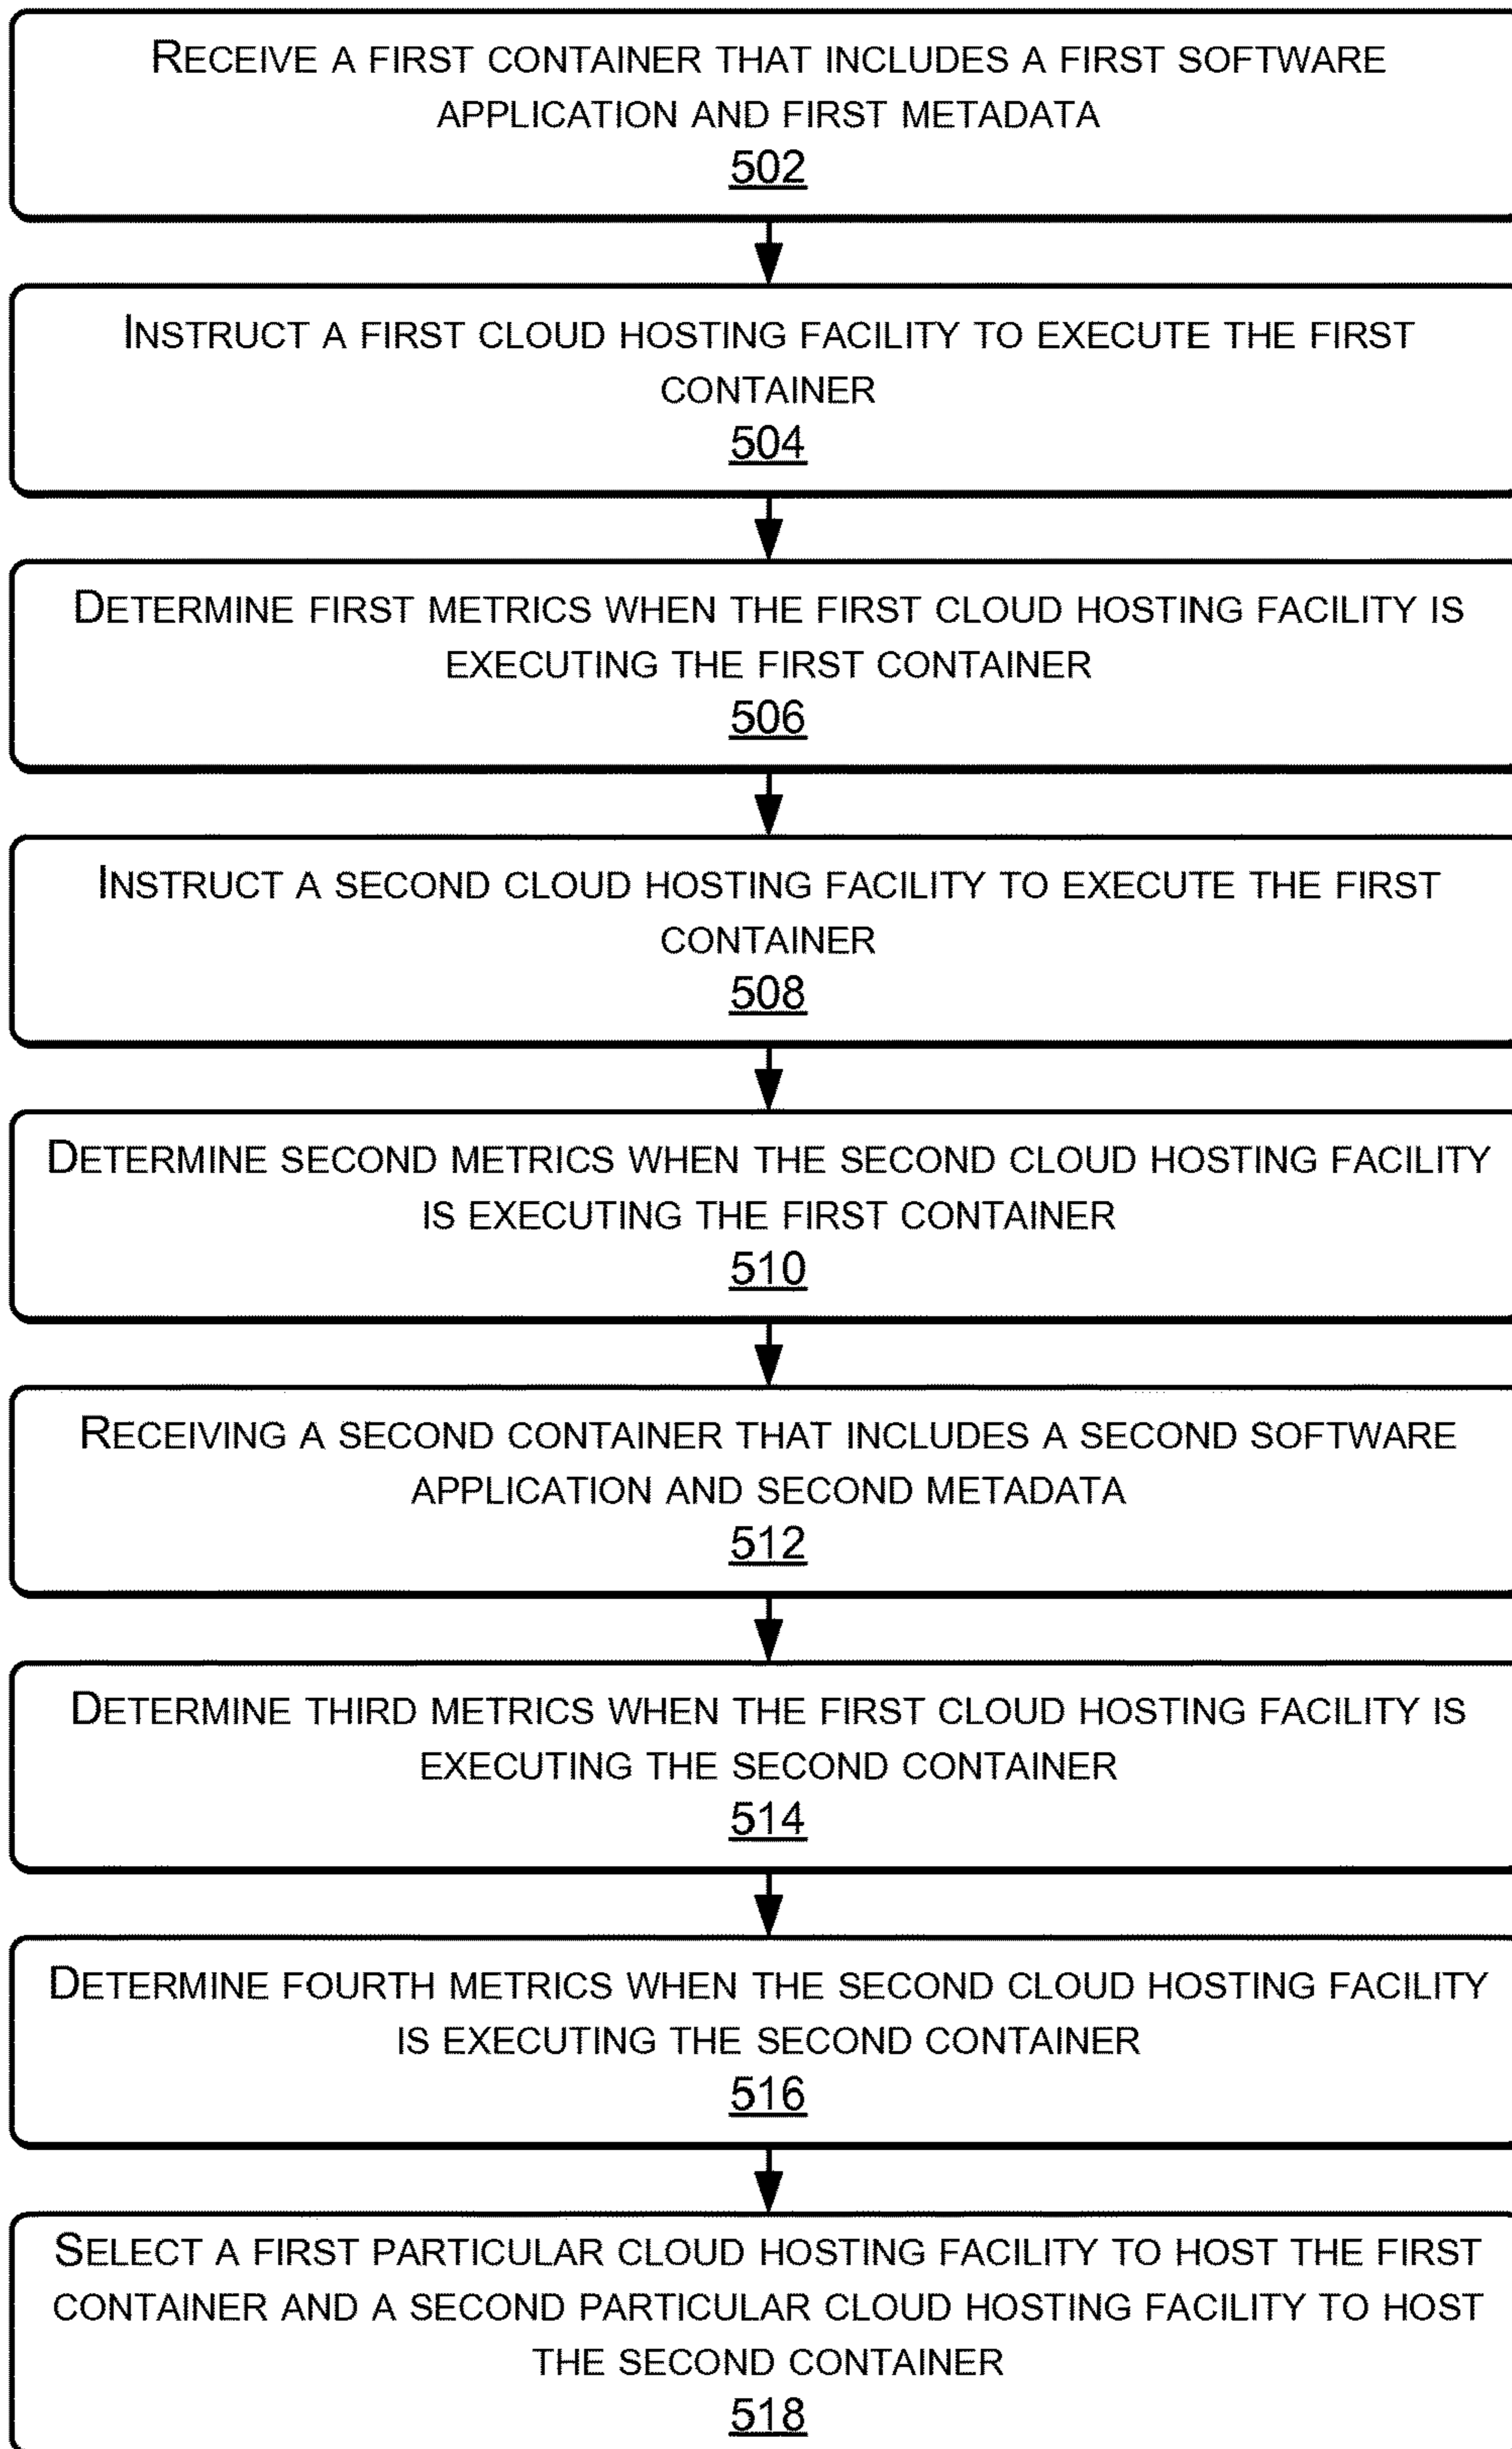 RECEIVE A FIRST CONTAINER THAT INCLUDES A FIRST SOFTWARE
APPLICATION AND FIRST METADATA
502
INSTRUCT A FIRST CLOUD HOSTING FACILITY TO EXECUTE THE FIRST
CONTAINER
504
DETERMINE FIRST METRICS WHEN THE FIRST CLOUD HOSTING FACILITY IS
EXECUTING THE FIRST CONTAINER
506
INSTRUCT A SECOND CLOUD HOSTING FACILITY TO EXECUTE THE FIRST
CONTAINER
508
DETERMINE SECOND METRICS WHEN THE SECOND CLOUD HOSTING FACILITY
IS EXECUTING THE FIRST CONTAINER
510
RECEIVING A SECOND CONTAINER THAT INCLUDES A SECOND SOFTWARE
APPLICATION AND SECOND METADATA
512
DETERMINE THIRD METRICS WHEN THE FIRST CLOUD HOSTING FACILITY IS
EXECUTING THE SECOND CONTAINER
514
DETERMINE FOURTH METRICS WHEN THE SECOND CLOUD HOSTING FACILITY
IS EXECUTING THE SECOND CONTAINER
516
SELECT A FIRST PARTICULAR CLOUD HOSTING FACILITY TO HOST THE FIRST
CONTAINER AND A SECOND PARTICULAR CLOUD HOSTING FACILITY TO HOST
THE SECOND CONTAINER
518